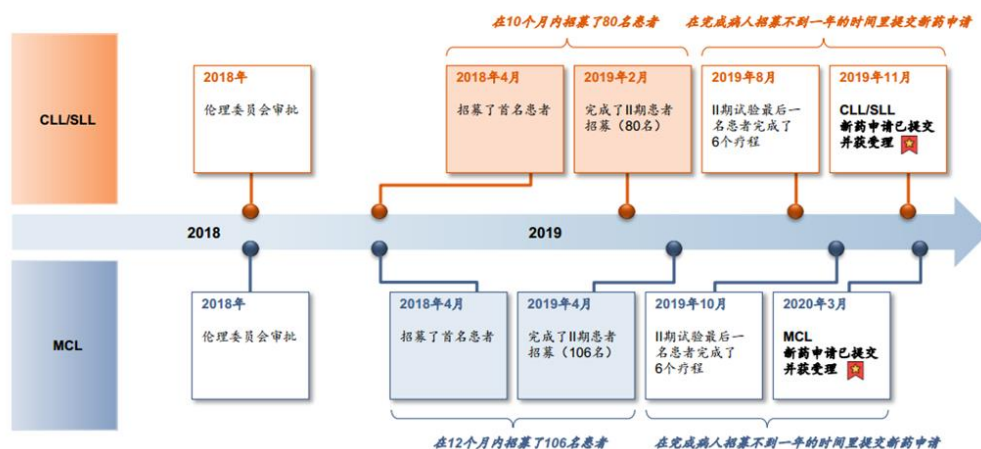 在10个月内招募了80名患者
在完成病人招募不到一年的时间里提交新药申请
CLL/SLL
2018年
伦理委员会审批
2018年4月
招募了首名患者
2019年2月
完成了II期患者
招募（80名）
2019年8月
II期试验最后一
名患者完成了
6个疗程
2019年11月
CLL/SLL
新药申请已提交
并获受理
2018
2019
MCL
2018年
伦理委员会审批
2018年4月
招募了首名患者
2019年4月
完成了II期患者
招募（106名）
2019年10月
II期试验最后一
名患者完成了
6个疗程
2020年3月
MCL
新药申请已提交
并获受理
在12个月内招募了106名患者
在完成病人招募不到一年的时间里提交新药申请